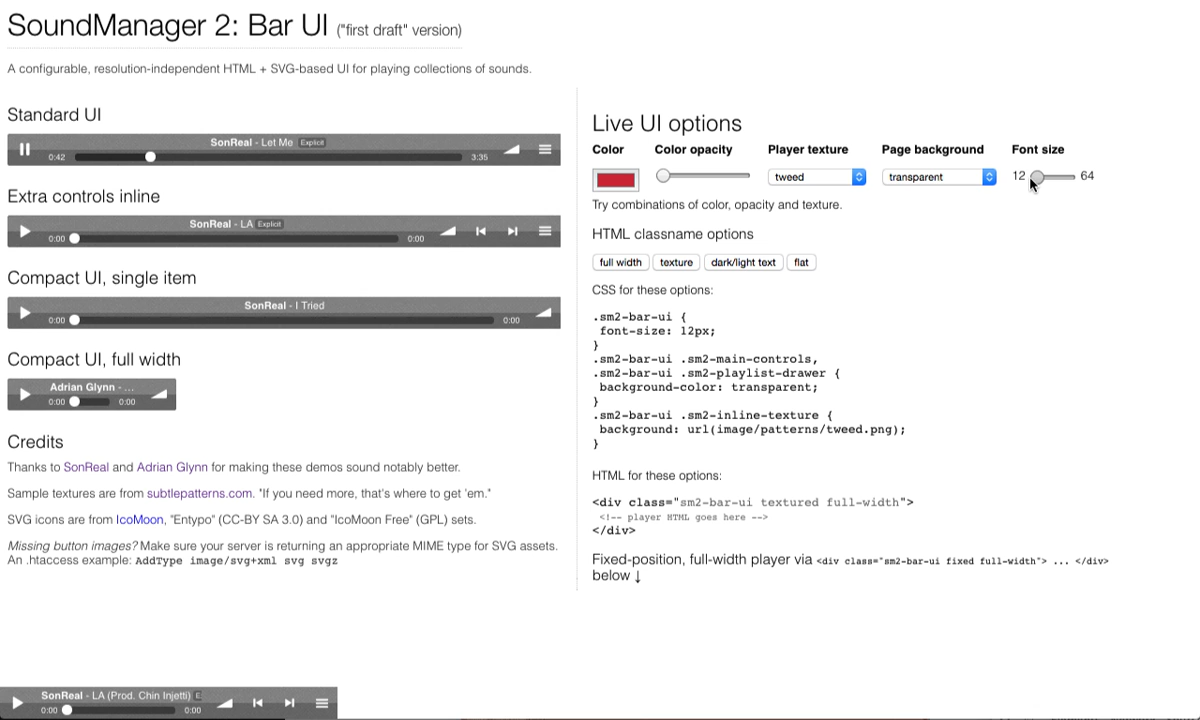 SoundManager 2: Bar UI ("first draft" version)
A configurable, resolution-independent HTML + SVG-based UI for playing collections of sounds.
Standard UI
SonReal - Let Me Explicit
0:42
3:35
Extra controls inline
SonReal - LA Explicit
0:00
0:00
Compact UI, single item
SonReal - I Tried
0:00
0:00
Compact UI, full width
Adrian Glynn - ...
0:00
0:00
Credits
Thanks to SonReal and Adrian Glynn for making these demos sound notably better.
Sample textures are from subtlepatterns.com. "If you need more, that's where to get 'em."
SVG icons are from IcoMoon, "Entypo" (CC-BY SA 3.0) and "IcoMoon Free" (GPL) sets.
Missing button images? Make sure your server is returning an appropriate MIME type for SVG assets.
An .htaccess example: AddType image/svg+xml svg svgz
Live UI options
Color Color opacity Player texture Page background Font size
tweed
transparent
12
64
Try combinations of color, opacity and texture.
HTML classname options
full width texture dark/light text flat
CSS for these options:
.sm2-bar-ui {
font-size: 12px;
}
.sm2-bar-ui .sm2-main-controls,
.sm2-bar-ui .sm2-playlist-drawer {
background-color: transparent;
}
.sm2-bar-ui .sm2-inline-texture {
background: url(image/patterns/tweed.png);
}
HTML for these options:
<div class="sm2-bar-ui textured full-width">
<!-- player HTML goes here -->
</div>
Fixed-position, full-width player via <div class="sm2-bar-ui fixed full-width"> ... </div>
below ↓
SonReal - LA (Prod. Chin Injetti) E
0:00
0:00